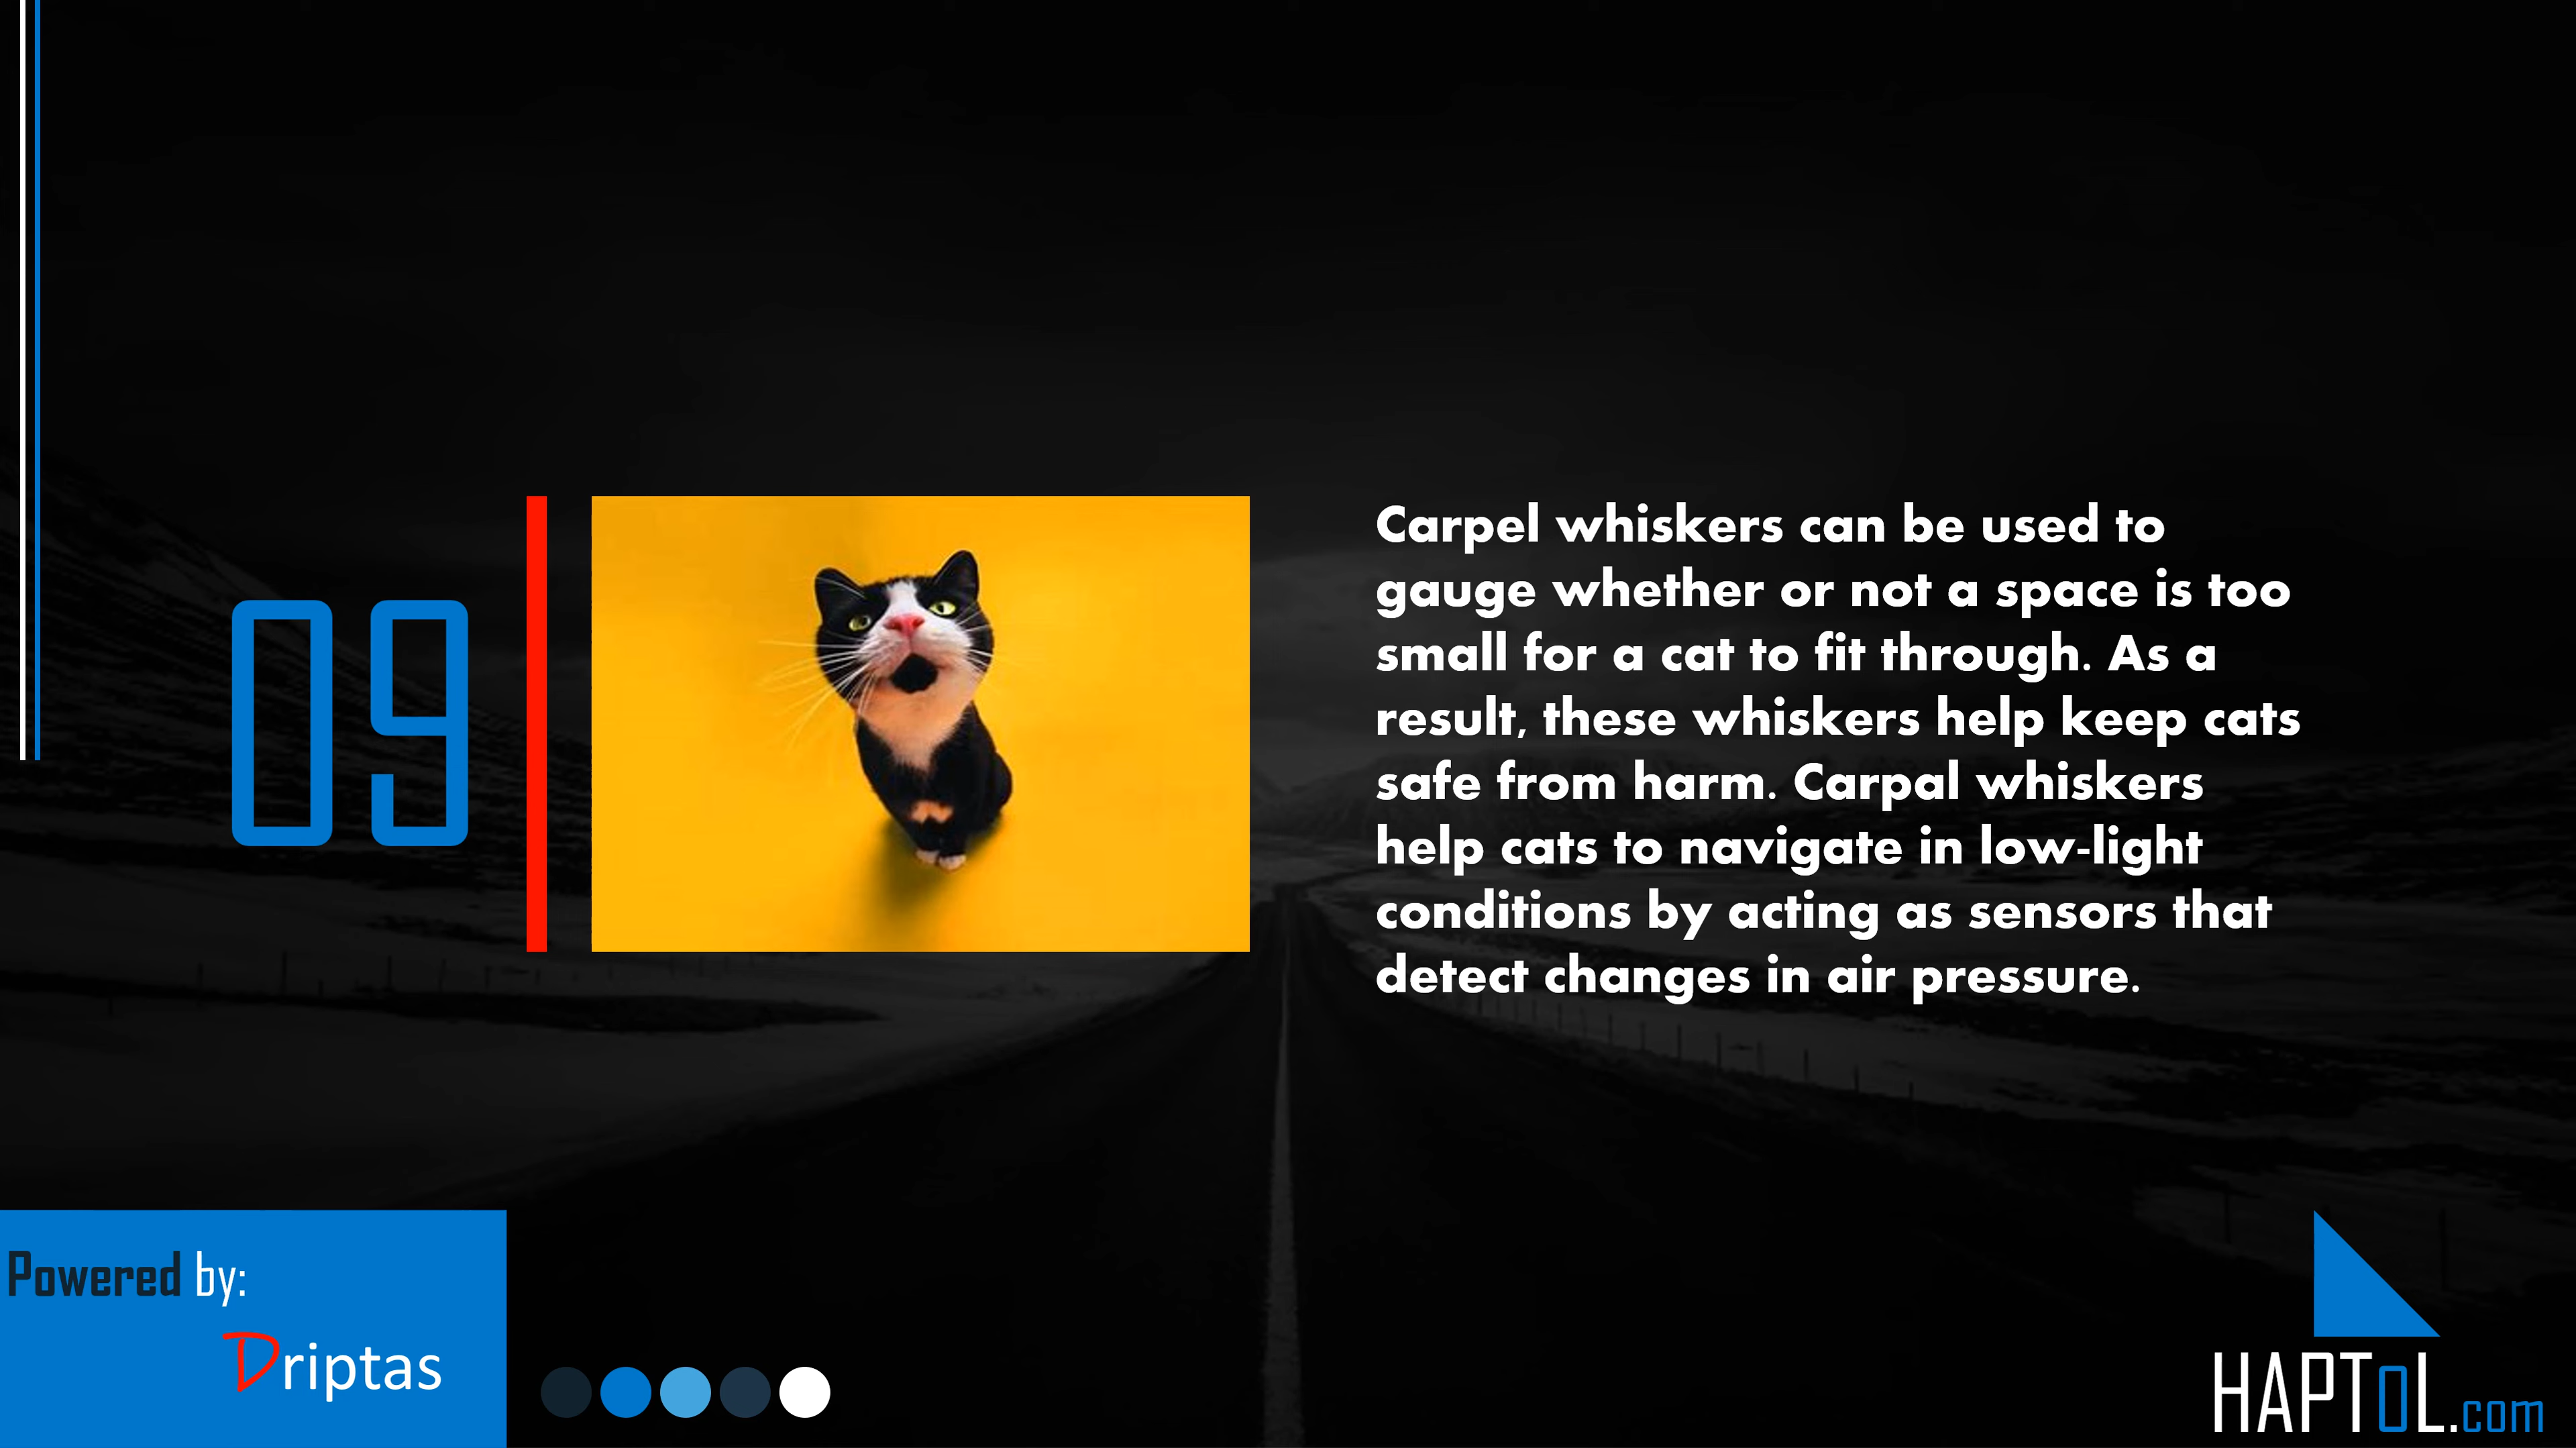 09
Carpel whiskers can be used to
gauge whether or not a space is too
small for a cat to fit through. As a
result, these whiskers help keep cats
safe from harm. Carpal whiskers
help cats to navigate in low-light
conditions by acting as sensors that
detect changes in air pressure.
Powered by:
Driptas
HAPToL.com